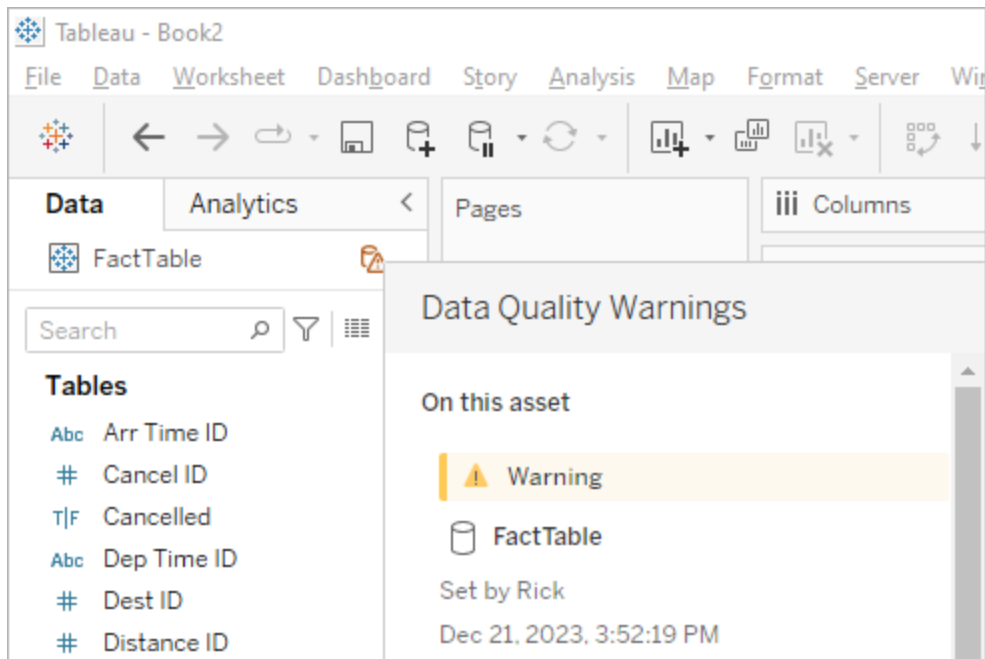 Tableau - Book2
File Data Worksheet Dashboard Story Analysis Map Format Server
Data Analytics
Pages
Columns
FactTable
Search
Tables
Abc Arr Time ID
# Cancel ID
T|F Cancelled
Abc Dep Time ID
# Dest ID
# Distance ID
Data Quality Warnings
On this asset
Warning
FactTable
Set by Rick
Dec 21, 2023, 3:52:19 PM